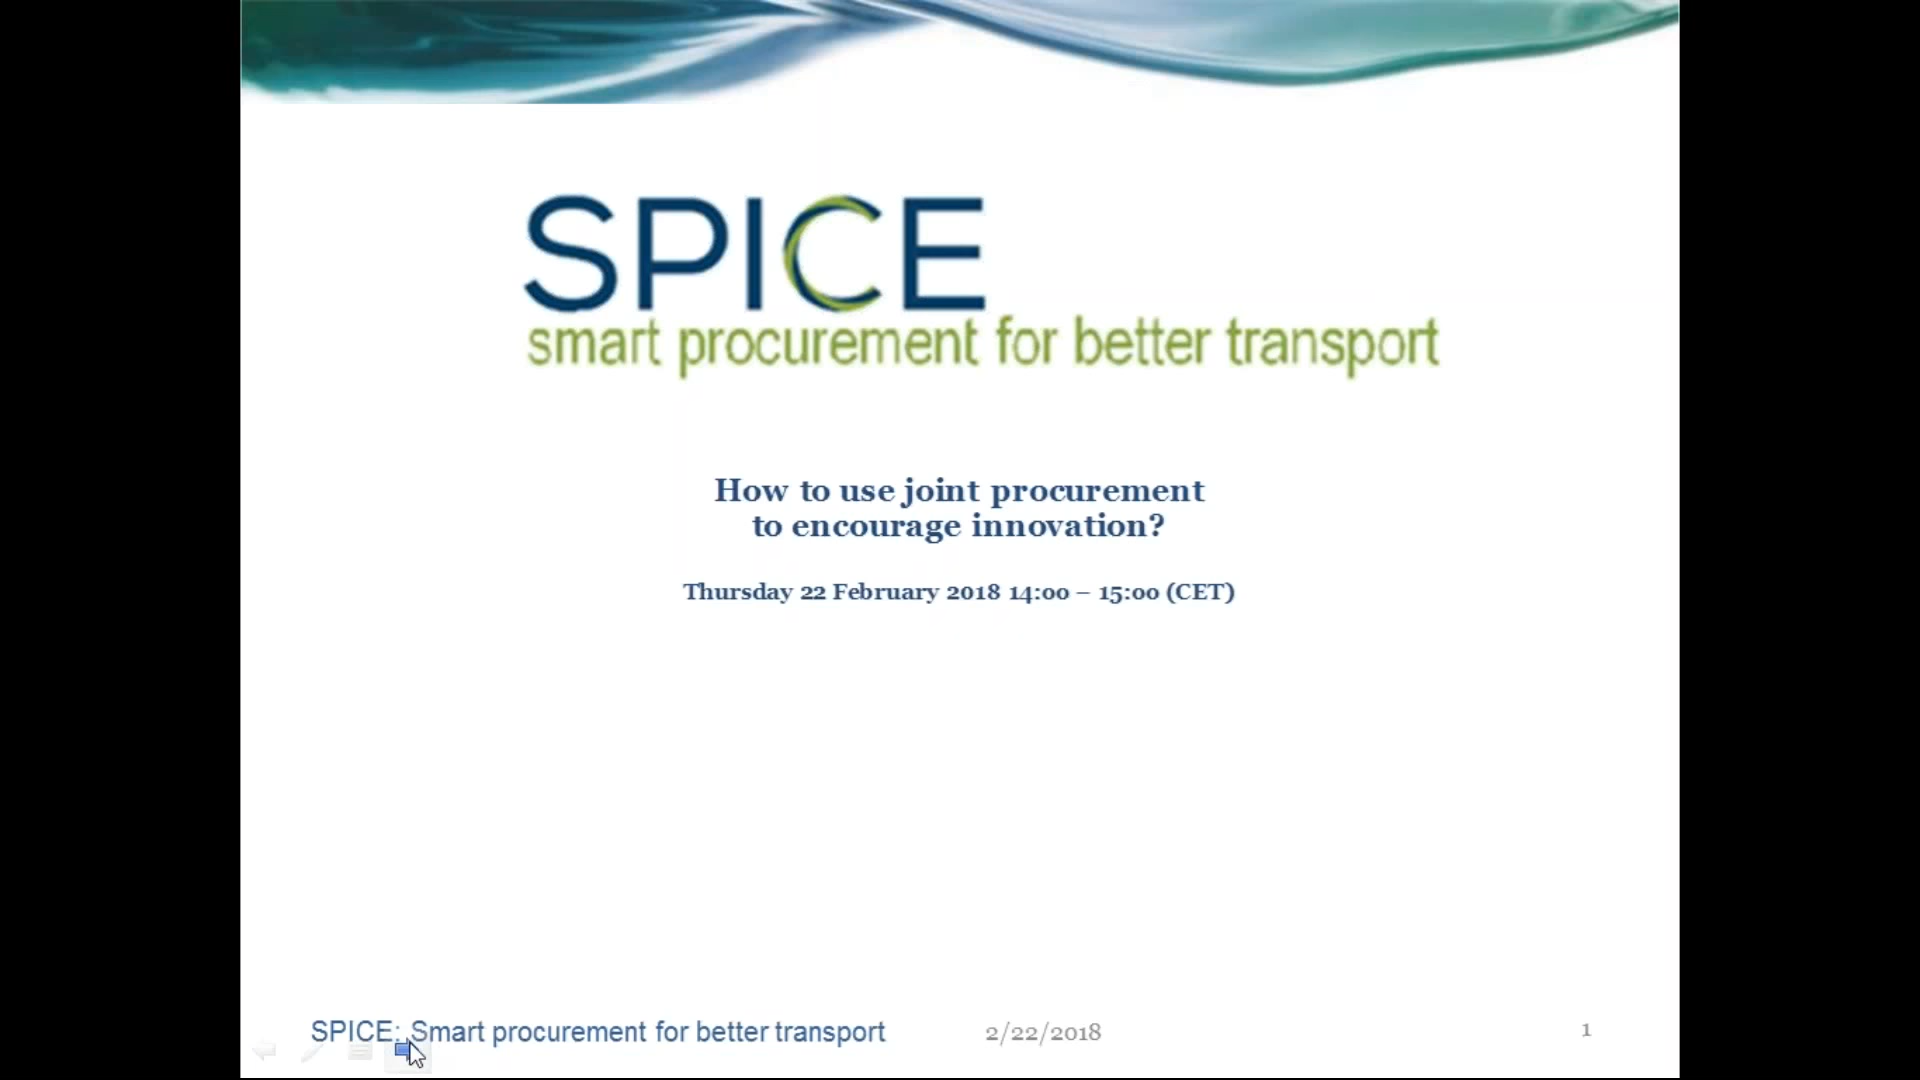 SPICE
smart procurement for better transport
How to use joint procurement
to encourage innovation?
Thursday 22 February 2018 14:00 – 15:00 (CET)
SPICE: Smart procurement for better transport
2/22/2018
1